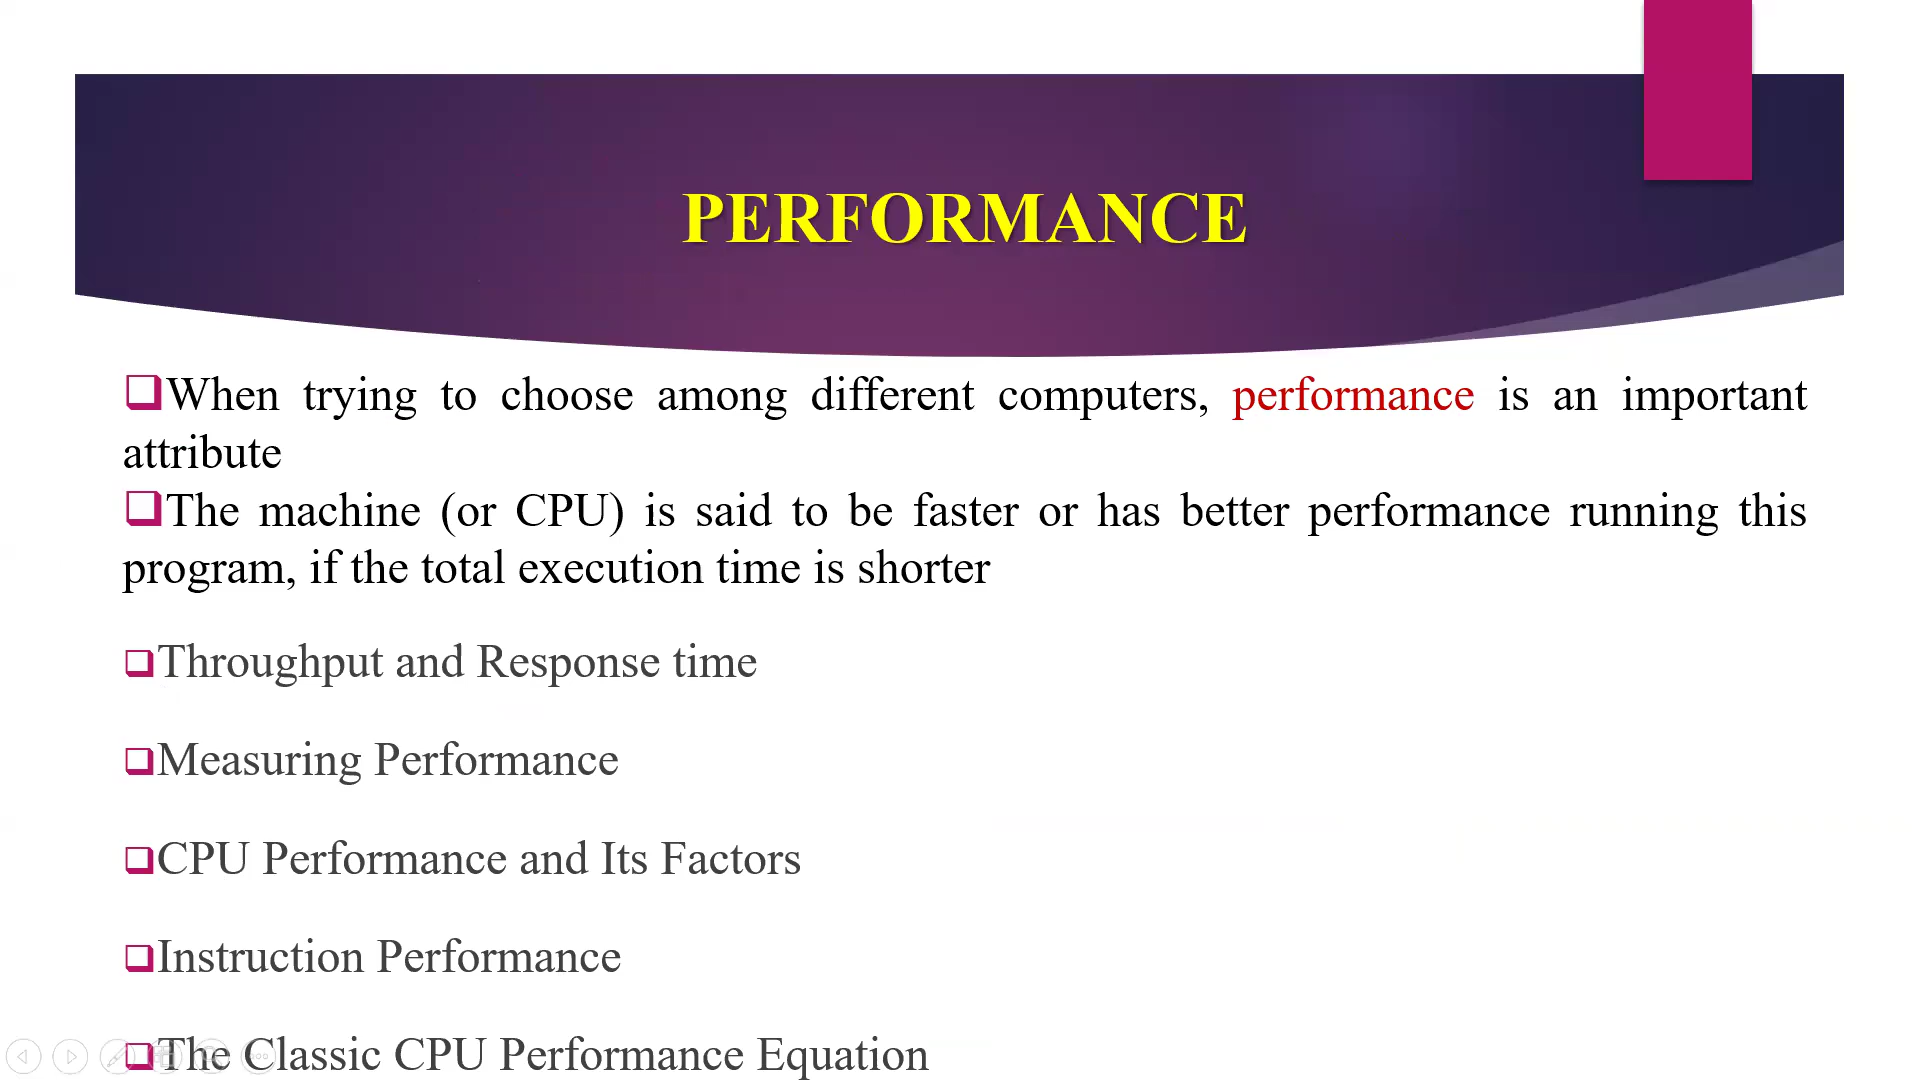 PERFORMANCE
When trying to choose among different computers, performance is an important
attribute
The machine (or CPU) is said to be faster or has better performance running this
program, if the total execution time is shorter
Throughput and Response time
Measuring Performance
CPU Performance and Its Factors
Instruction Performance
The Classic CPU Performance Equation